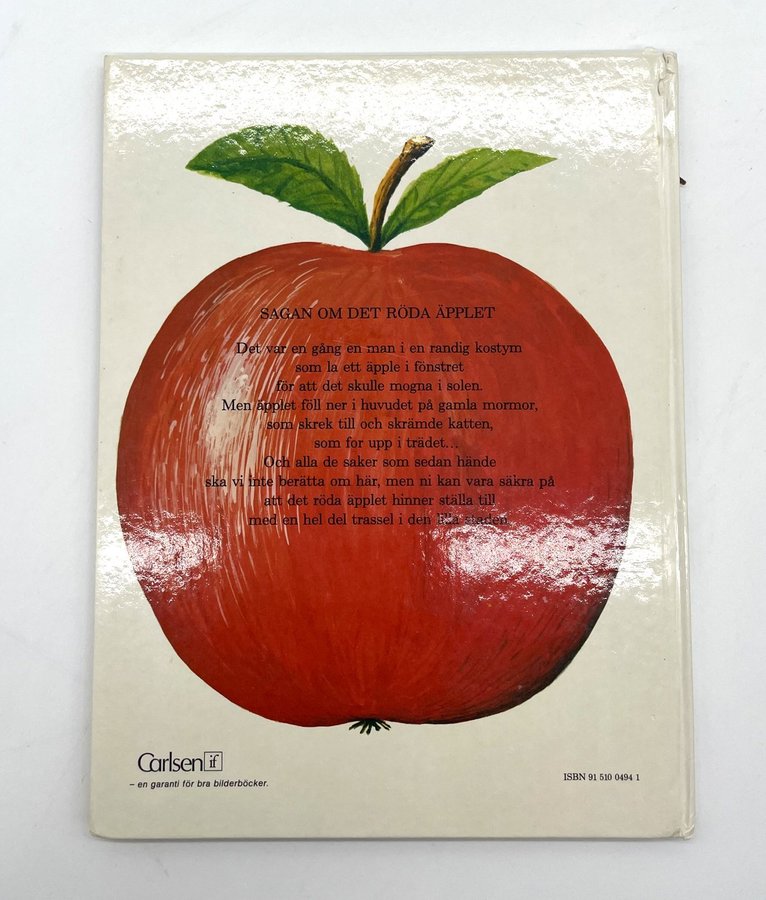 SAGAN OM DET RÖDA ÄPPLET
Det var en gång en man i en randig kostym
som la ett äpple i fönstret
för att det skulle mogna i solen.
Men äpplet föll ner i huvudet på gamla mormor,
som skrek till och skrämde katten,
som for upp i trädet...
Och alla de saker som sedan hände
ska vi inte berätta om här, men ni kan vara säkra på
att det röda äpplet hinner ställa till
med en hel del trassel i den lilla staden
Carlsen if
– en garanti för bra bilderböcker.
ISBN 91 510 0494 1